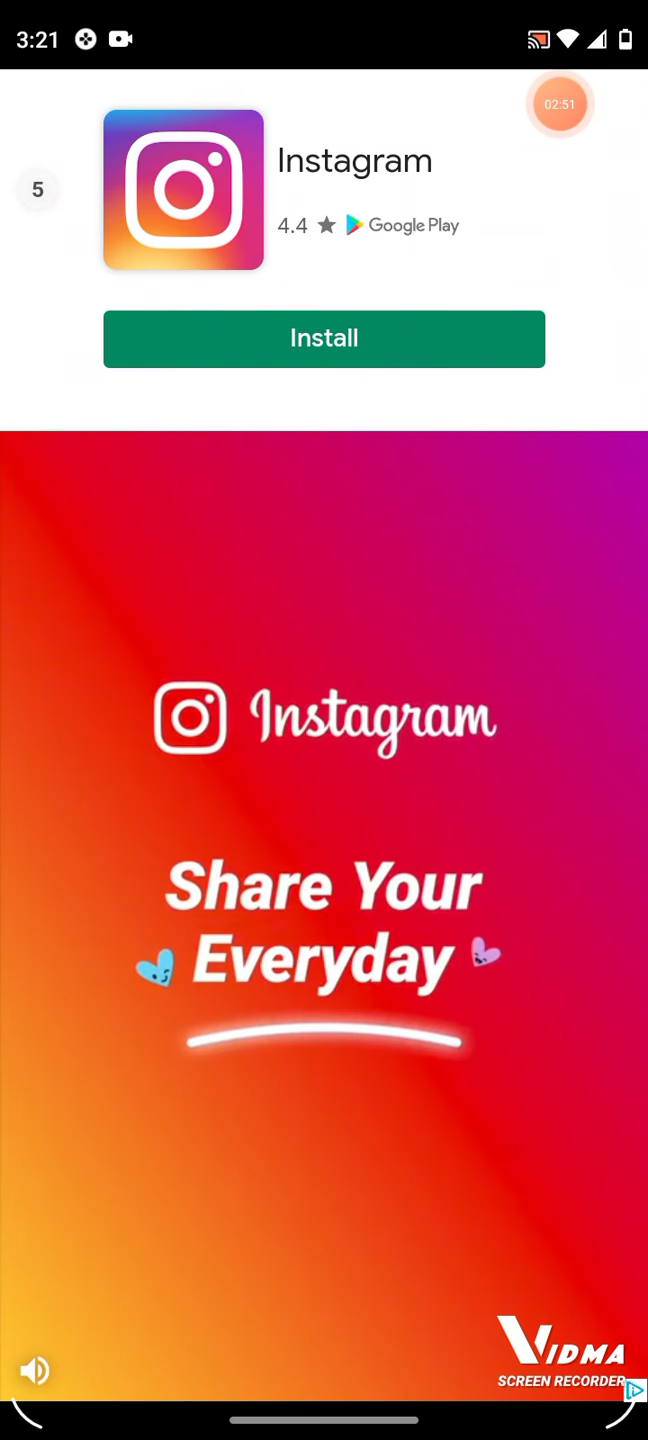 3:21
02:51
5
Instagram
4.4 ★ Google Play
Install
Instagram
Share Your
Everyday
VIDMA
SCREEN RECORDER